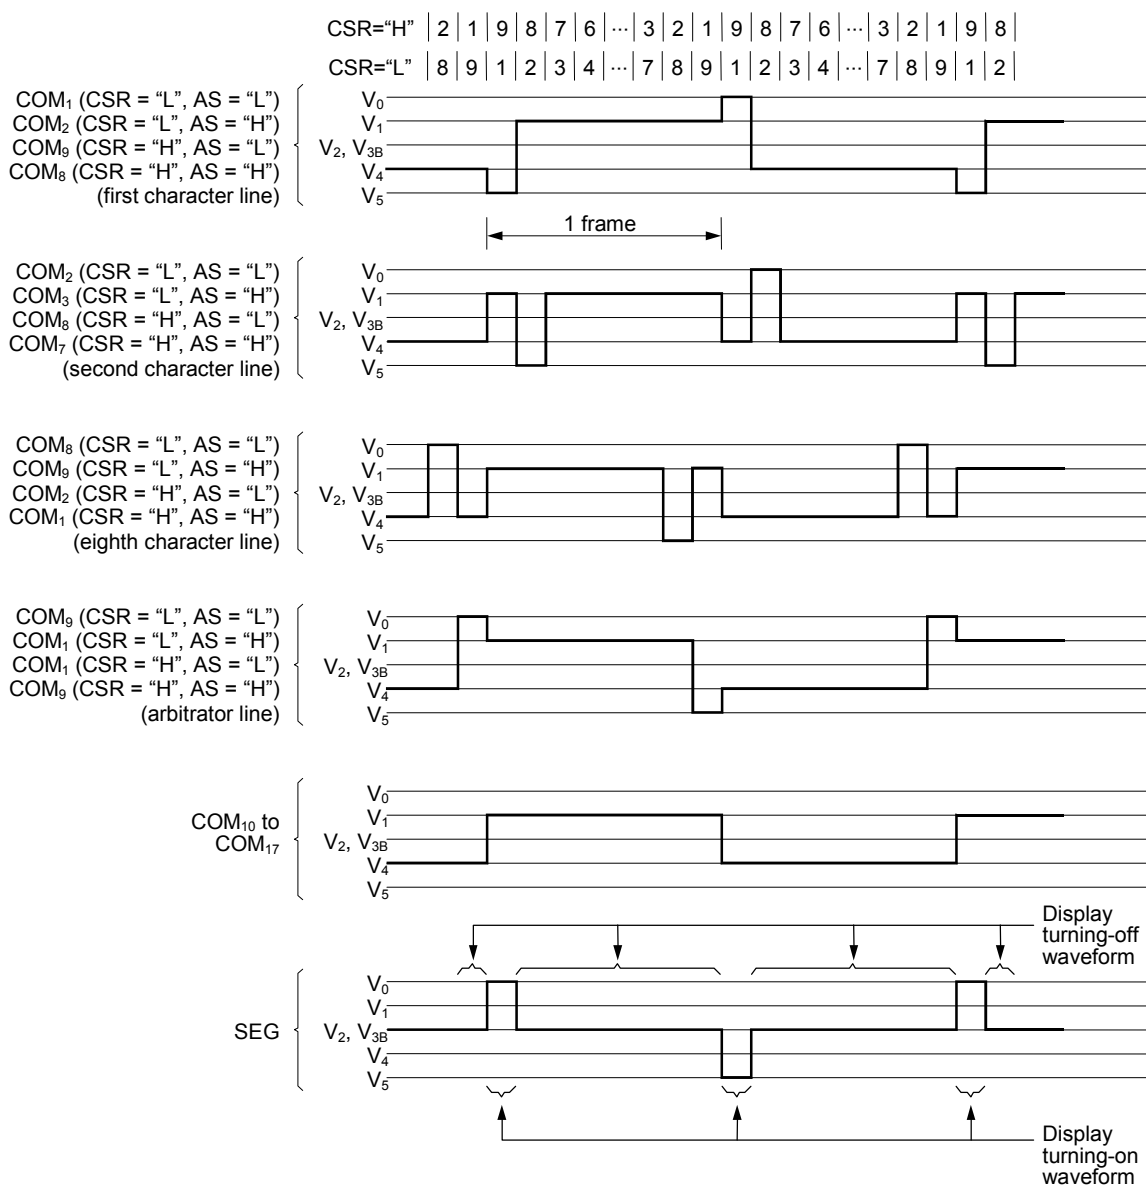 CSR=“H” | 2 | 1 | 9 | 8 | 7 | 6 | ... | 3 | 2 | 1 | 9 | 8 | 7 | 6 | ... | 3 | 2 | 1 | 9 | 8 |
CSR=“L” | 8 | 9 | 1 | 2 | 3 | 4 | ... | 7 | 8 | 9 | 1 | 2 | 3 | 4 | ... | 7 | 8 | 9 | 1 | 2 |
COM₁ (CSR = “L”, AS = “L”) V₀
COM₂ (CSR = “L”, AS = “H”) V₁
COM₉ (CSR = “H”, AS = “L”) V₂, V₃B
COM₈ (CSR = “H”, AS = “H”) V₄
(first character line) V₅
1 frame
COM₂ (CSR = “L”, AS = “L”) V₀
COM₃ (CSR = “L”, AS = “H”) V₁
COM₈ (CSR = “H”, AS = “L”) V₂, V₃B
COM₇ (CSR = “H”, AS = “H”) V₄
(second character line) V₅
COM₈ (CSR = “L”, AS = “L”) V₀
COM₉ (CSR = “L”, AS = “H”) V₁
COM₂ (CSR = “H”, AS = “L”) V₂, V₃B
COM₁ (CSR = “H”, AS = “H”) V₄
(eighth character line) V₅
COM₉ (CSR = “L”, AS = “L”) V₀
COM₁ (CSR = “L”, AS = “H”) V₁
COM₁ (CSR = “H”, AS = “L”) V₂, V₃B
COM₉ (CSR = “H”, AS = “H”) V₄
(arbitrator line) V₅
V₀
COM₁₀ to V₁
COM₁₇ V₂, V₃B
V₄
V₅
Display
turning-off
waveform
V₀
V₁
SEG V₂, V₃B
V₄
V₅
Display
turning-on
waveform